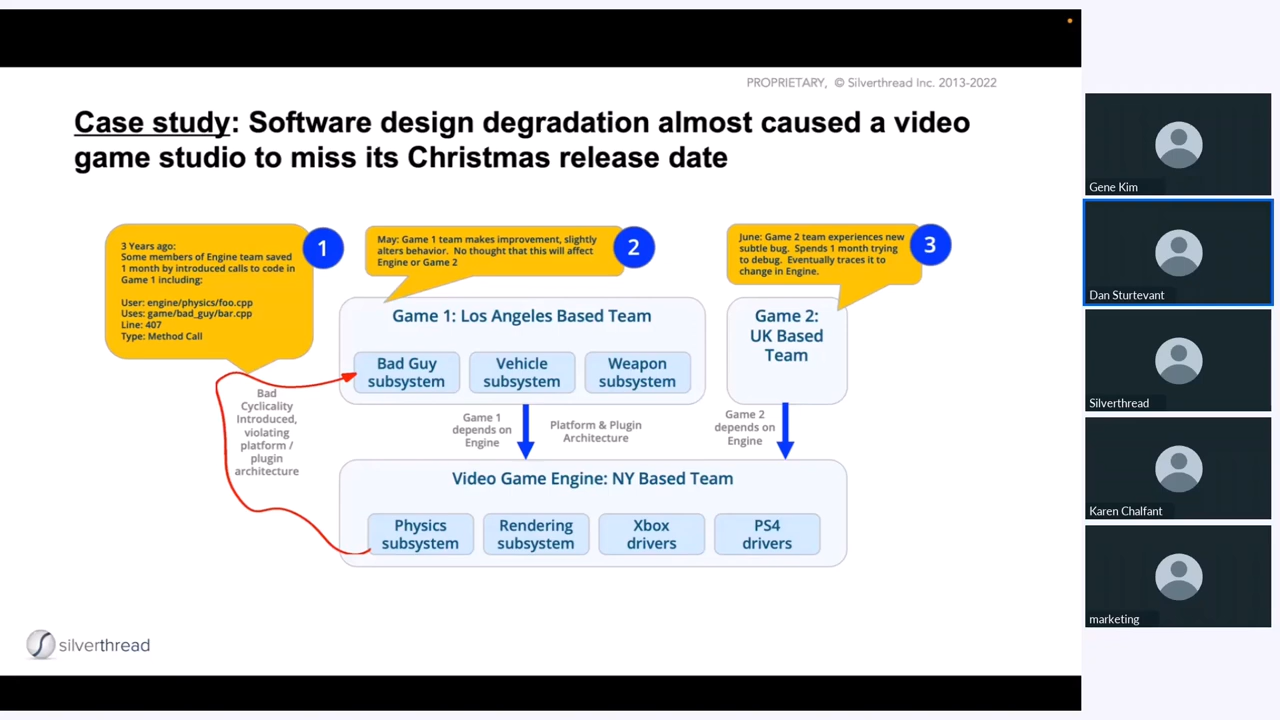 PROPRIETARY, © Silverthread Inc. 2013-2022
Case study: Software design degradation almost caused a video
game studio to miss its Christmas release date
3 Years ago:
Some members of Engine team saved
1 month by introduced calls to code in
Game 1 including:
User: engine/physics/foo.cpp
Uses: game/bad_guy/bar.cpp
Line: 407
Type: Method Call
1
May: Game 1 team makes improvement, slightly
alters behavior. No thought that this will affect
Engine or Game 2
2
June: Game 2 team experiences new
subtle bug. Spends 1 month trying
to debug. Eventually traces it to
change in Engine.
3
Game 1: Los Angeles Based Team
Bad Guy
subsystem
Vehicle
subsystem
Weapon
subsystem
Game 2:
UK Based
Team
Bad
Cyclicality
Introduced,
violating
platform /
plugin
architecture
Game 1
depends on
Engine
Platform & Plugin
Architecture
Game 2
depends on
Engine
Video Game Engine: NY Based Team
Physics
subsystem
Rendering
subsystem
Xbox
drivers
PS4
drivers
silverthread
Gene Kim
Dan Sturtevant
Silverthread
Karen Chalfant
marketing